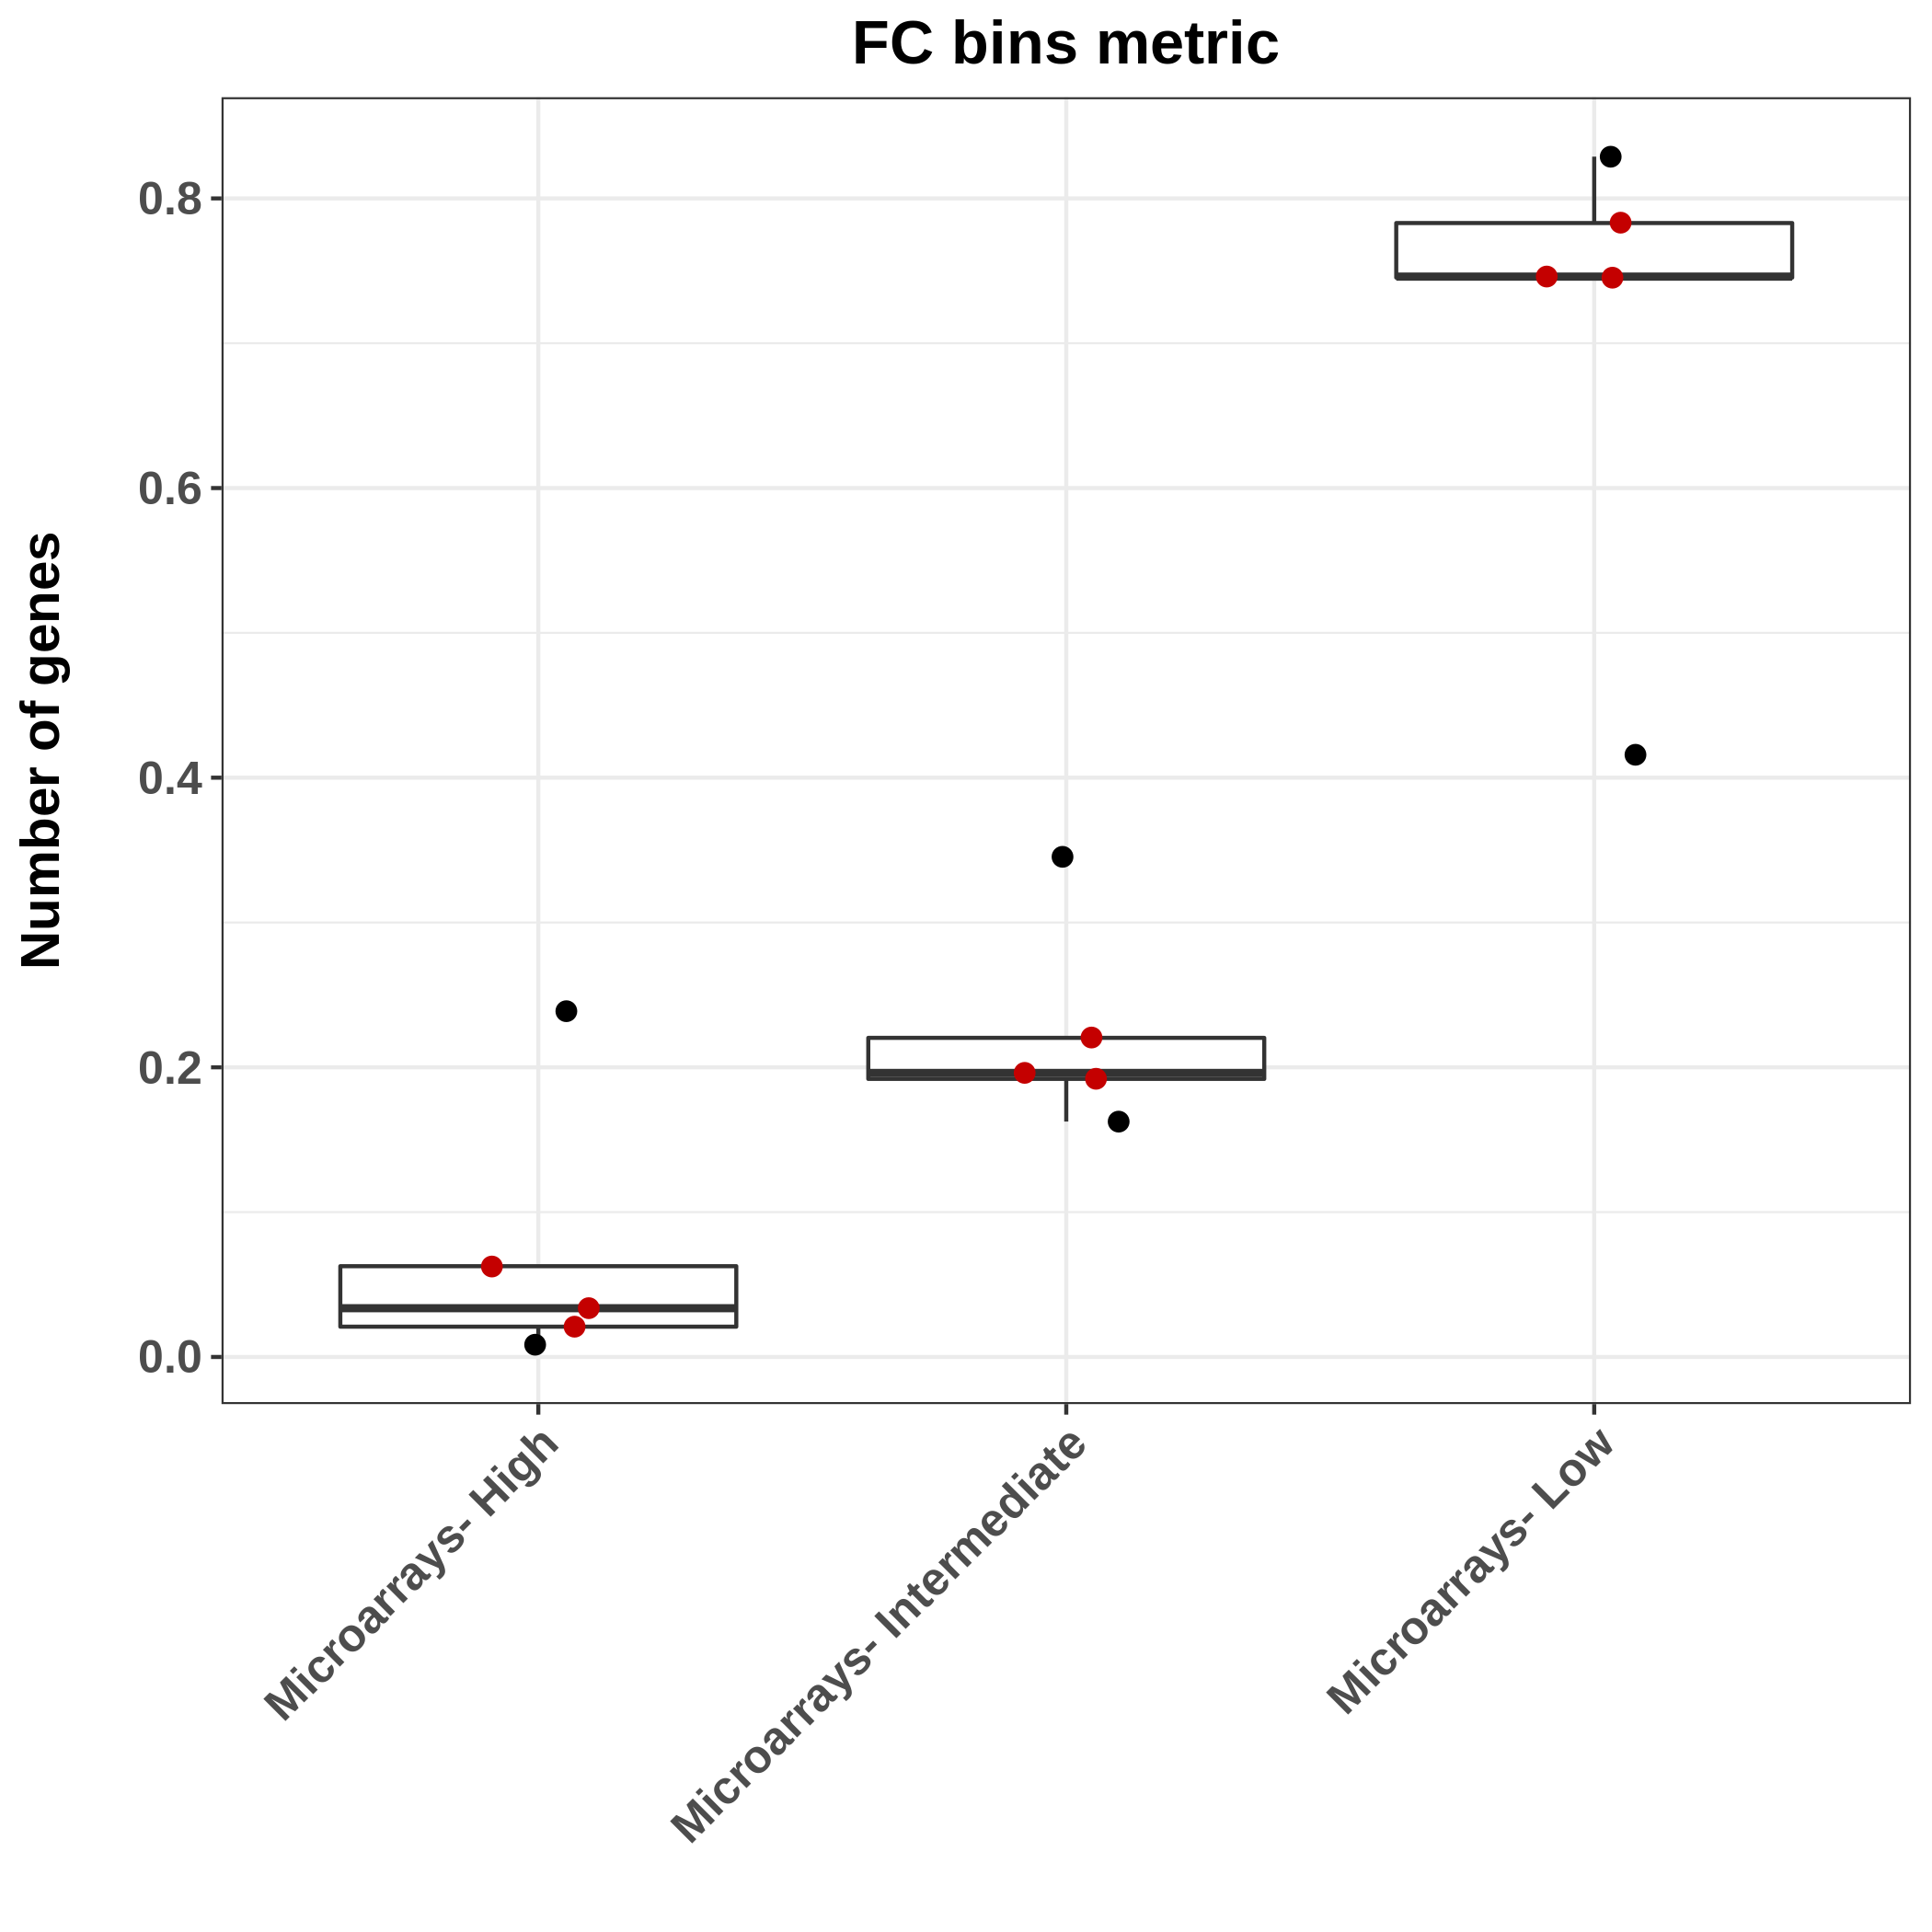 FC bins metric
Number of genes
0.8
0.6
0.4
0.2
0.0
Microarrays- High
Microarrays- Intermediate
Microarrays- Low